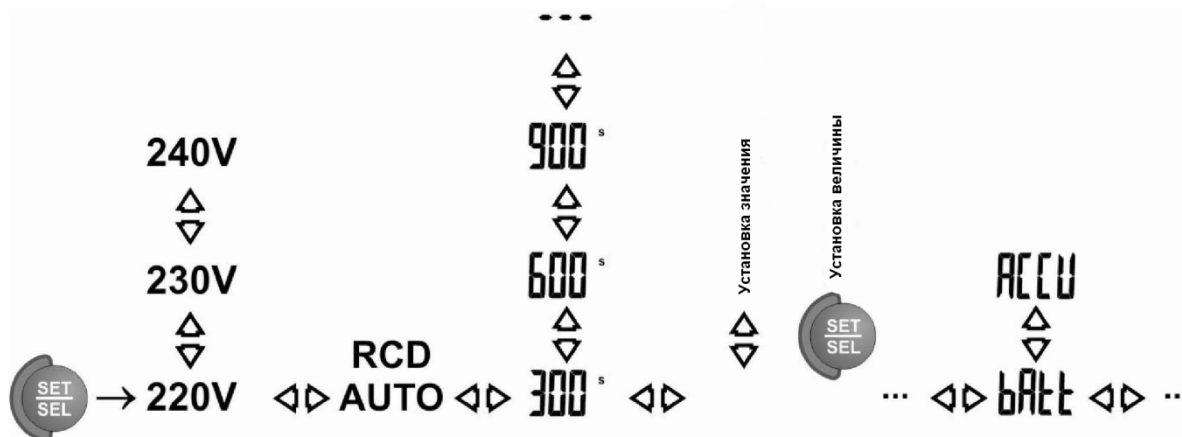 ---
900 s
240V
Установка значения
Установка величины
230V
600 s
ACCU
SET
SEL
RCD
SET
SEL
220V
AUTO
300 s
...
bAtt
..